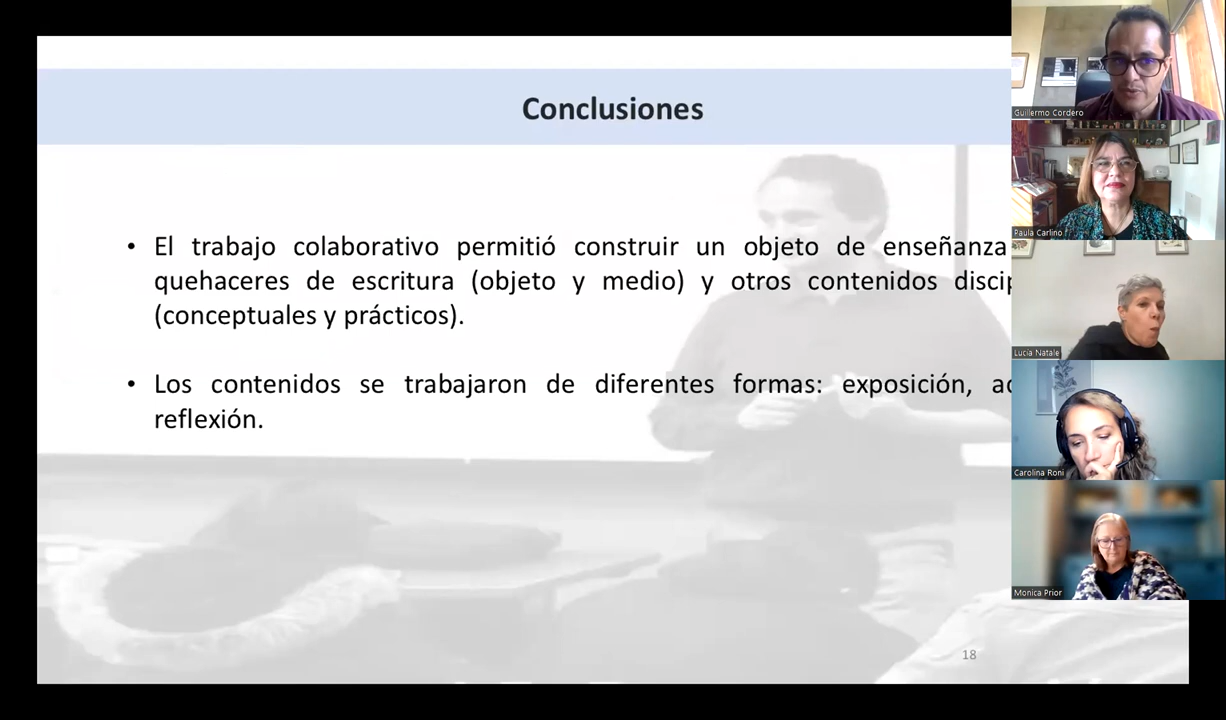 Conclusiones
• El trabajo colaborativo permitió construir un objeto de enseñanza
quehaceres de escritura (objeto y medio) y otros contenidos
(conceptuales y prácticos).
• Los contenidos se trabajaron de diferentes formas: exposición,
reflexión.
18
Guillermo Cordero
Paula Carlino
Lucía Natale
Carolina Roni
Monica Prior